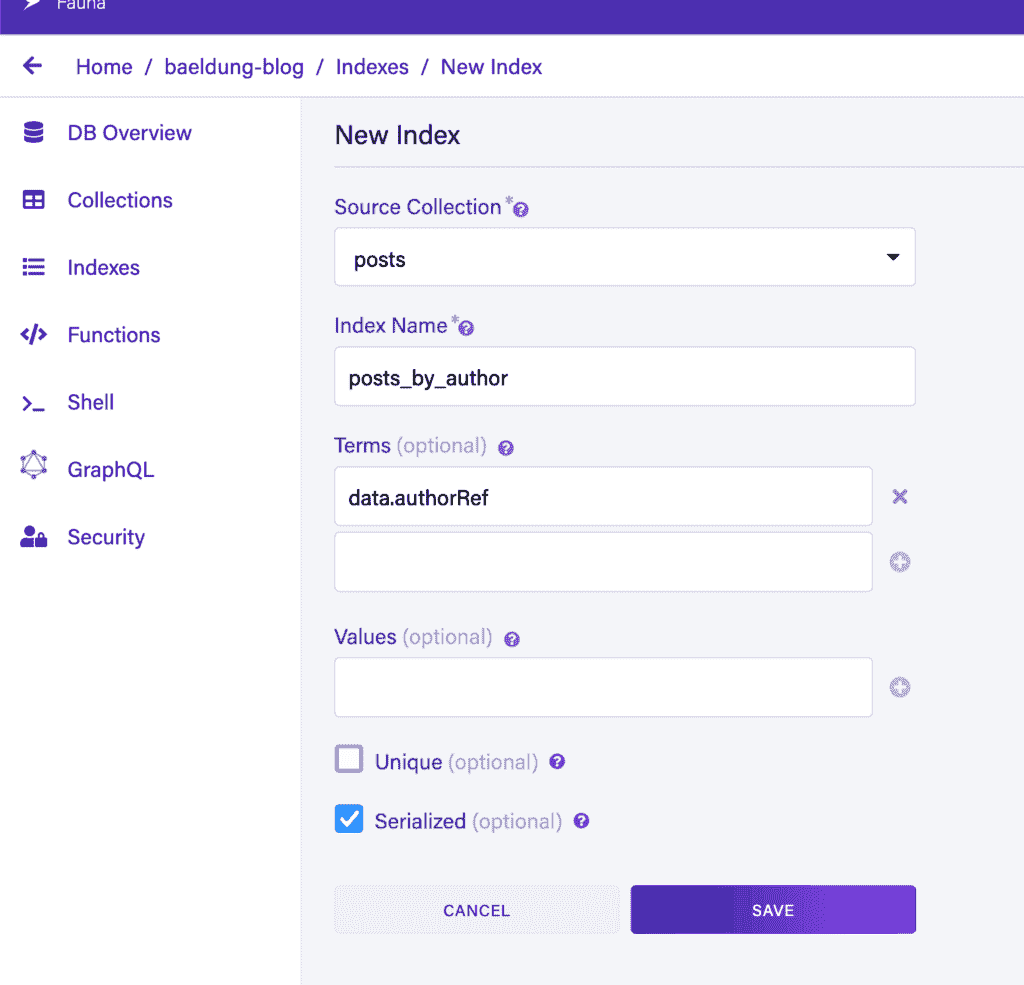 Fauna
Home / baeldung-blog / Indexes / New Index
DB Overview
Collections
Indexes
Functions
Shell
GraphQL
Security
New Index
Source Collection *
posts
Index Name *
posts_by_author
Terms (optional)
data.authorRef
Values (optional)
Unique (optional)
Serialized (optional)
CANCEL
SAVE